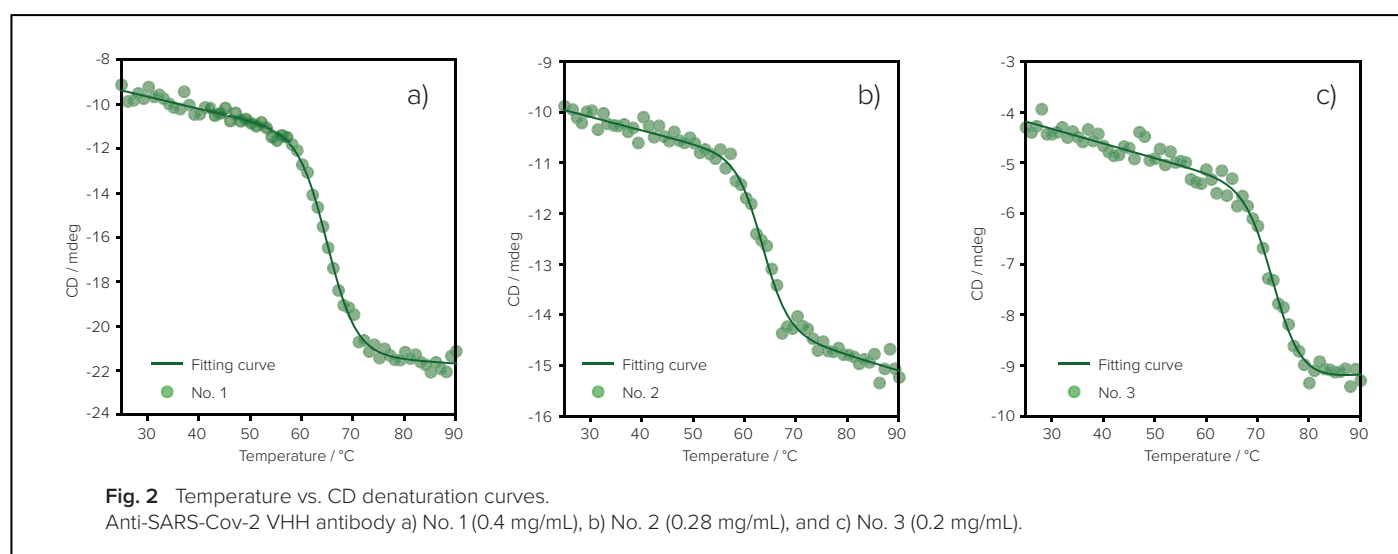 a)
-8
-10
-12
-14
-16
-18
-20
-22
-24
CD / mdeg
Fitting curve
No. 1
30 40 50 60 70 80 90
Temperature / °C
b)
-9
-10
-11
-12
-13
-14
-15
-16
CD / mdeg
Fitting curve
No. 2
30 40 50 60 70 80 90
Temperature / °C
c)
-3
-4
-5
-6
-7
-8
-9
-10
CD / mdeg
Fitting curve
No. 3
30 40 50 60 70 80 90
Temperature / °C
Fig. 2 Temperature vs. CD denaturation curves.
Anti-SARS-Cov-2 VHH antibody a) No. 1 (0.4 mg/mL), b) No. 2 (0.28 mg/mL), and c) No. 3 (0.2 mg/mL).